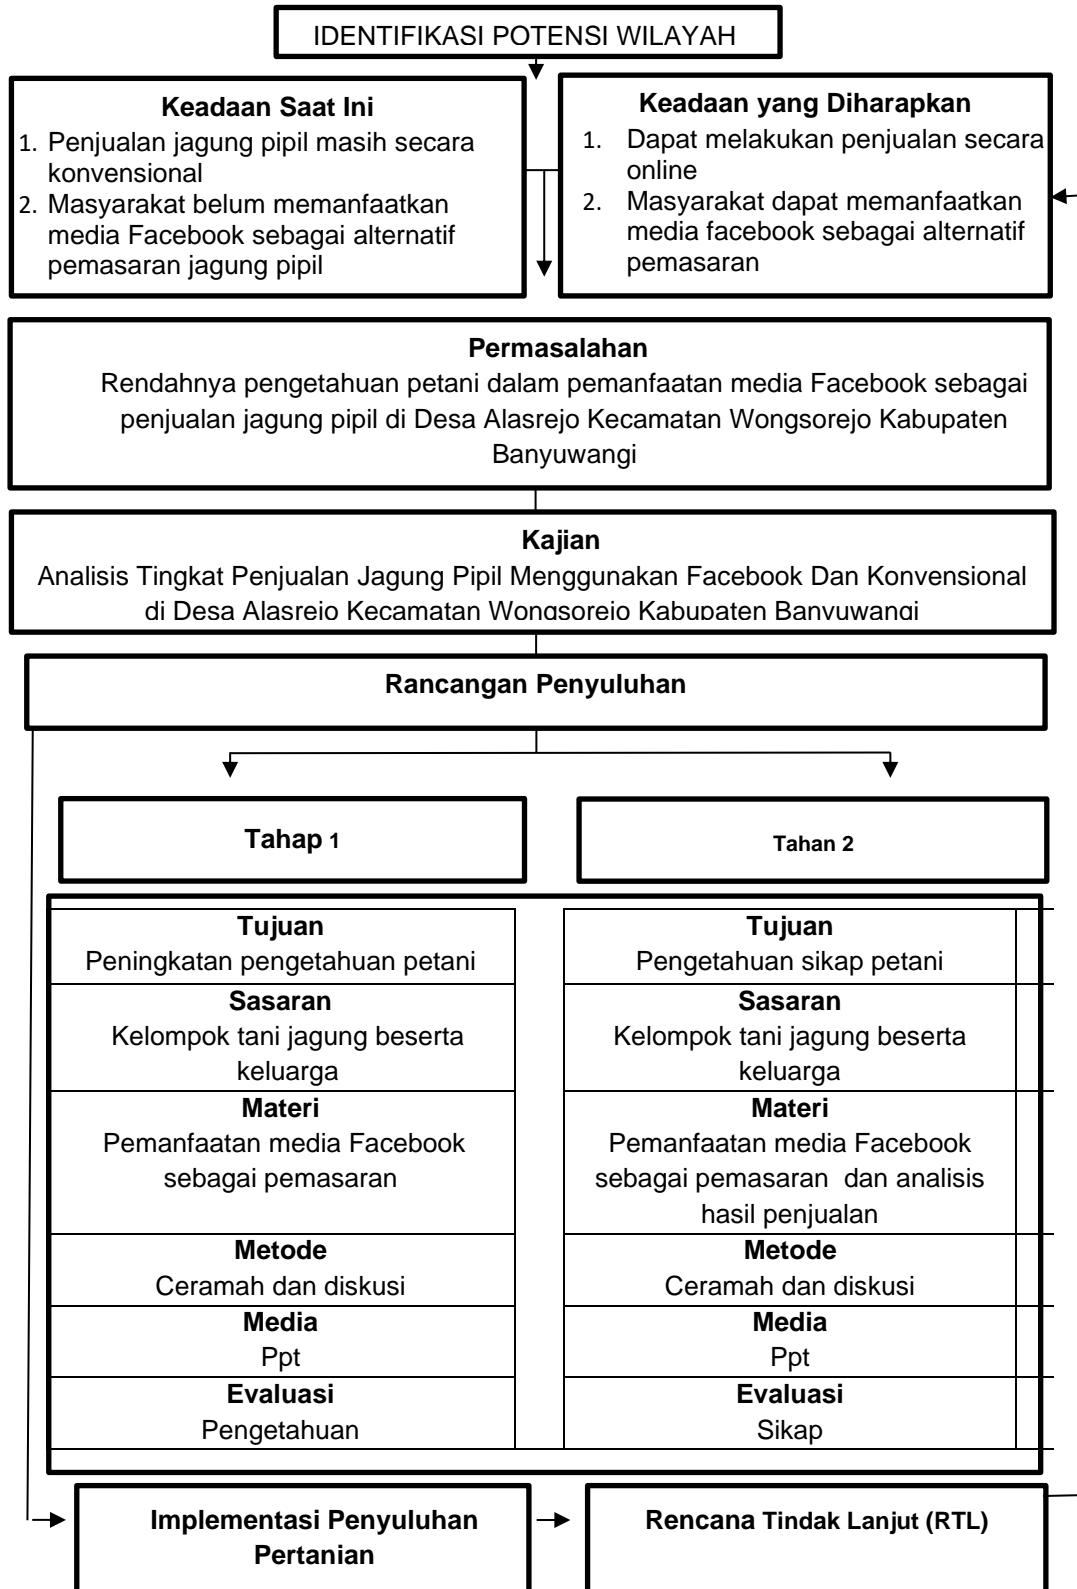 IDENTIFIKASI POTENSI WILAYAH
Keadaan Saat Ini
1. Penjualan jagung pipil masih secara
konvensional
2. Masyarakat belum memanfaatkan
media Facebook sebagai alternatif
pemasaran jagung pipil
Keadaan yang Diharapkan
1. Dapat melakukan penjualan secara
online
2. Masyarakat dapat memanfaatkan
media facebook sebagai alternatif
pemasaran
Permasalahan
Rendahnya pengetahuan petani dalam pemanfaatan media Facebook sebagai
penjualan jagung pipil di Desa Alasrejo Kecamatan Wongsorejo Kabupaten
Banyuwangi
Kajian
Analisis Tingkat Penjualan Jagung Pipil Menggunakan Facebook Dan Konvensional
di Desa Alasrejo Kecamatan Wongsorejo Kabupaten Banyuwangi
Rancangan Penyuluhan
Tahap 1
Tahan 2
Tujuan
Peningkatan pengetahuan petani
Sasaran
Kelompok tani jagung beserta
keluarga
Materi
Pemanfaatan media Facebook
sebagai pemasaran
Metode
Ceramah dan diskusi
Media
Ppt
Evaluasi
Pengetahuan
Tujuan
Pengetahuan sikap petani
Sasaran
Kelompok tani jagung beserta
keluarga
Materi
Pemanfaatan media Facebook
sebagai pemasaran dan analisis
hasil penjualan
Metode
Ceramah dan diskusi
Media
Ppt
Evaluasi
Sikap
Implementasi Penyuluhan
Pertanian
Rencana Tindak Lanjut (RTL)